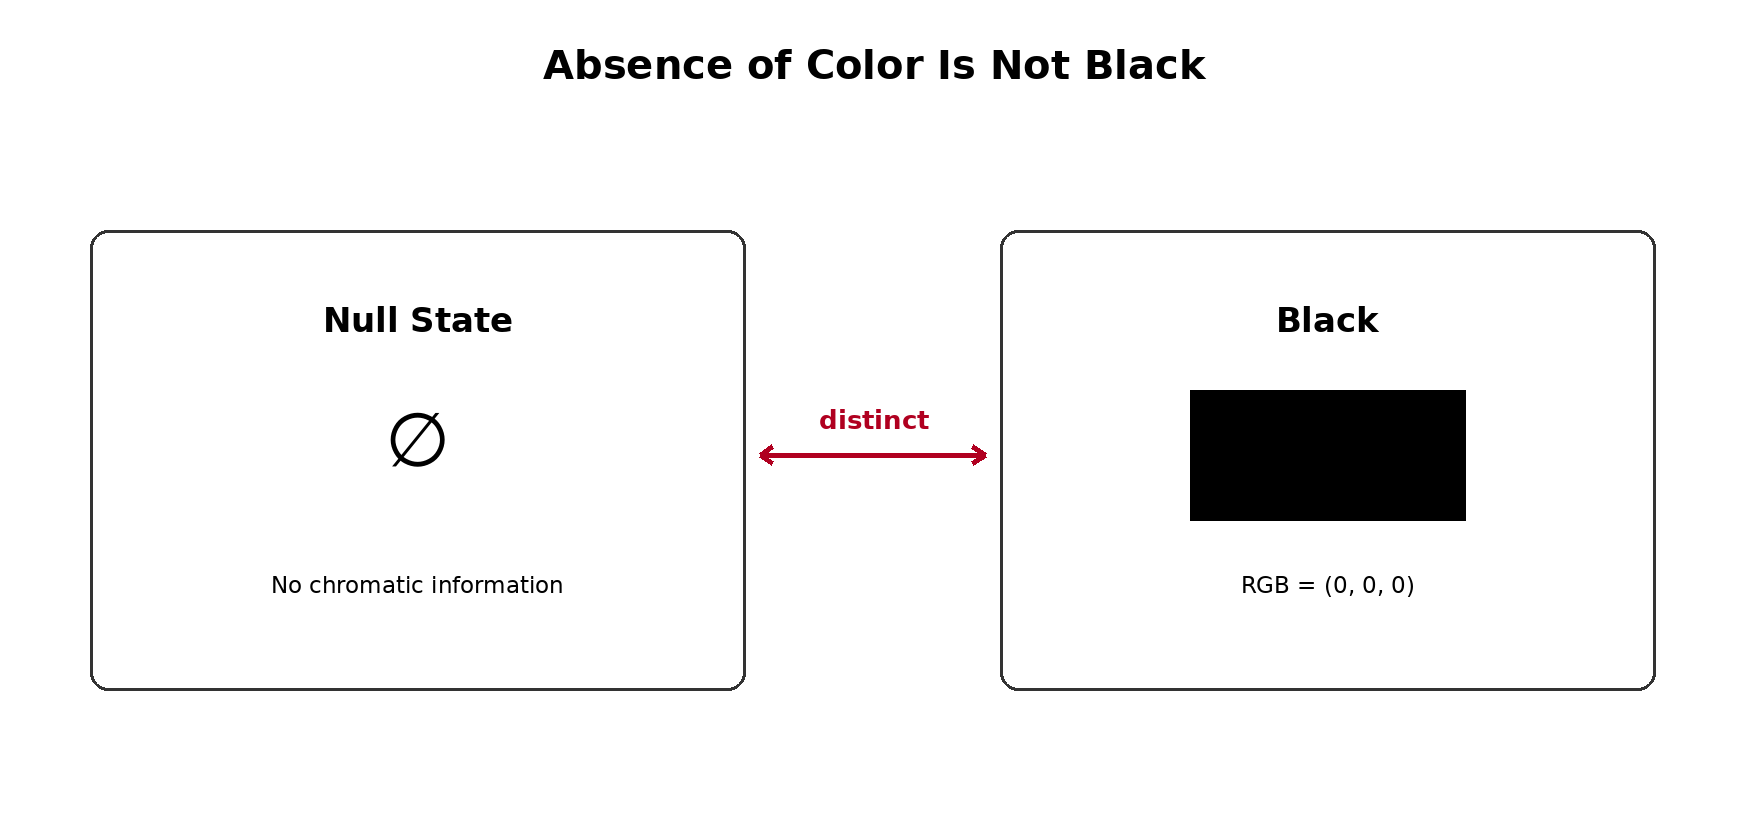 Absence of Color Is Not Black
Null State
∅
No chromatic information
distinct
Black
RGB = (0, 0, 0)